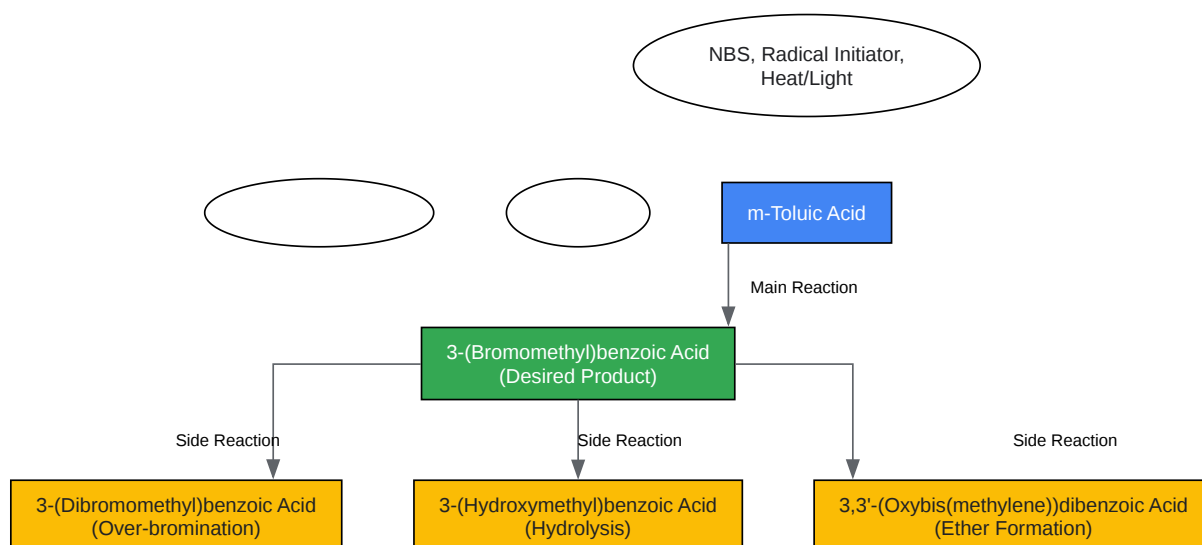 NBS, Radical Initiator,
Heat/Light
m-Toluic Acid
Main Reaction
3-(Bromomethyl)benzoic Acid
(Desired Product)
Side Reaction
Side Reaction
Side Reaction
3-(Dibromomethyl)benzoic Acid
(Over-bromination)
3-(Hydroxymethyl)benzoic Acid
(Hydrolysis)
3,3'-(Oxybis(methylene))dibenzoic Acid
(Ether Formation)